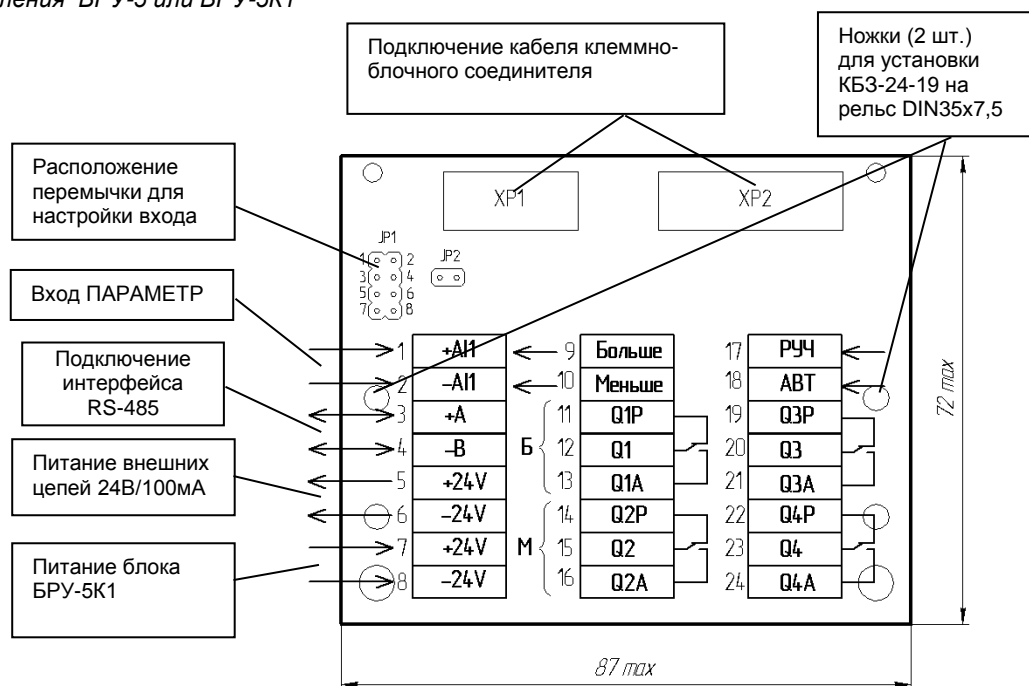 БРУ-5 или БРУ-5К1
Подключение кабеля клеммно-
блочного соединителя
Ножки (2 шт.)
для установки
КБЗ-24-19 на
рельс DIN35x7,5
Расположение
перемычки для
настройки входа
Вход ПАРАМЕТР
Подключение
интерфейса
RS-485
Питание внешних
цепей 24В/100мА
Питание блока
БРУ-5К1
XP1
XP2
JP1
JP2
1 2
3 4
5 6
7 8
1 +AI1
2 –AI1
3 +A
4 –B
5 +24V
6 –24V
7 +24V
8 –24V
9 Больше
10 Меньше
Б
11 Q1P
12 Q1
13 Q1A
М
14 Q2P
15 Q2
16 Q2A
17 РУЧ
18 АВТ
19 Q3P
20 Q3
21 Q3A
22 Q4P
23 Q4
24 Q4A
72 max
87 max